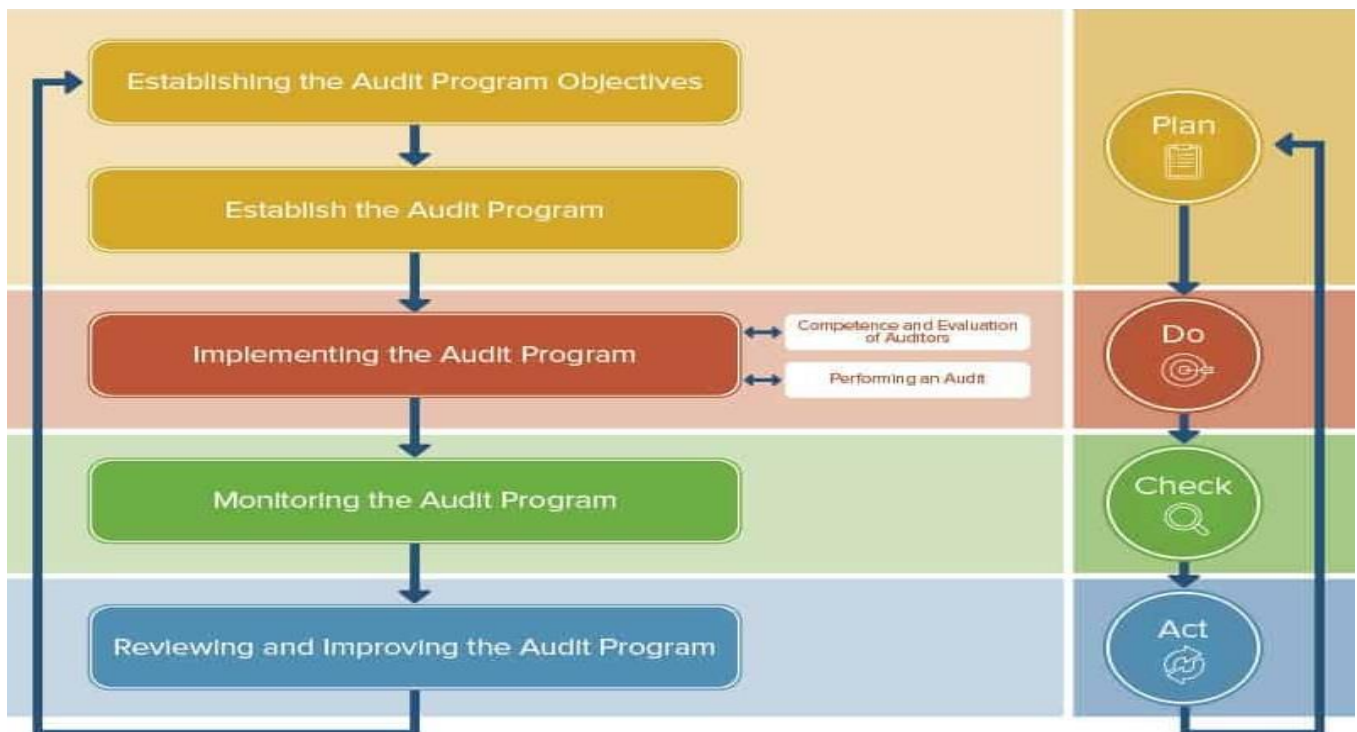 Establishing the Audit Program Objectives
Plan
Establish the Audit Program
Implementing the Audit Program
Competence and Evaluation
of Auditors
Performing an Audit
Do
Monitoring the Audit Program
Check
Reviewing and Improving the Audit Program
Act